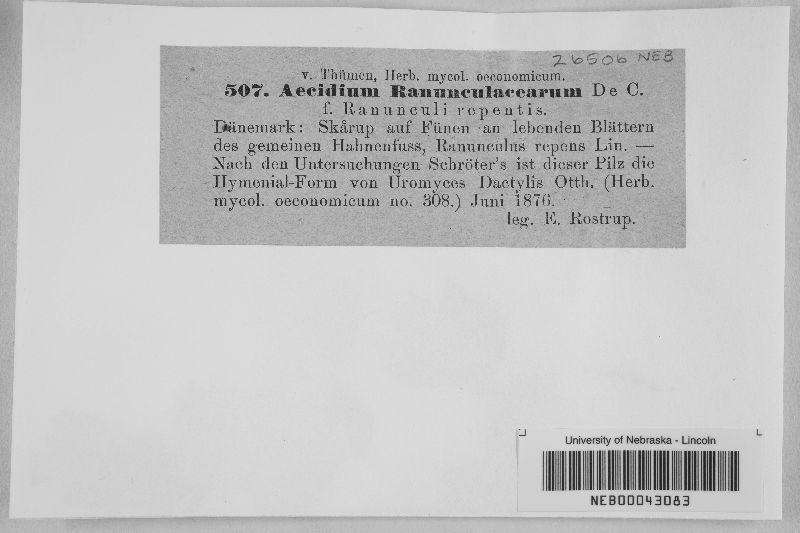 26506 NEB
v. Thümen, Herb. mycol. oeconomicum.
507. Aecidium Ranunculacearum De C.
f. Ranunculi repentis.
Dänemark: Skårup auf Fünen an lebenden Blättern
des gemeinen Hahnenfuss, Ranunculus repens Lin. —
Nach den Untersuchungen Schröter's ist dieser Pilz die
Hymenial-Form von Uromyces Dactylis Otth. (Herb.
mycol. oeconomicum no. 308.) Juni 1876.
leg. E. Rostrup.
University of Nebraska - Lincoln
NEB00043083